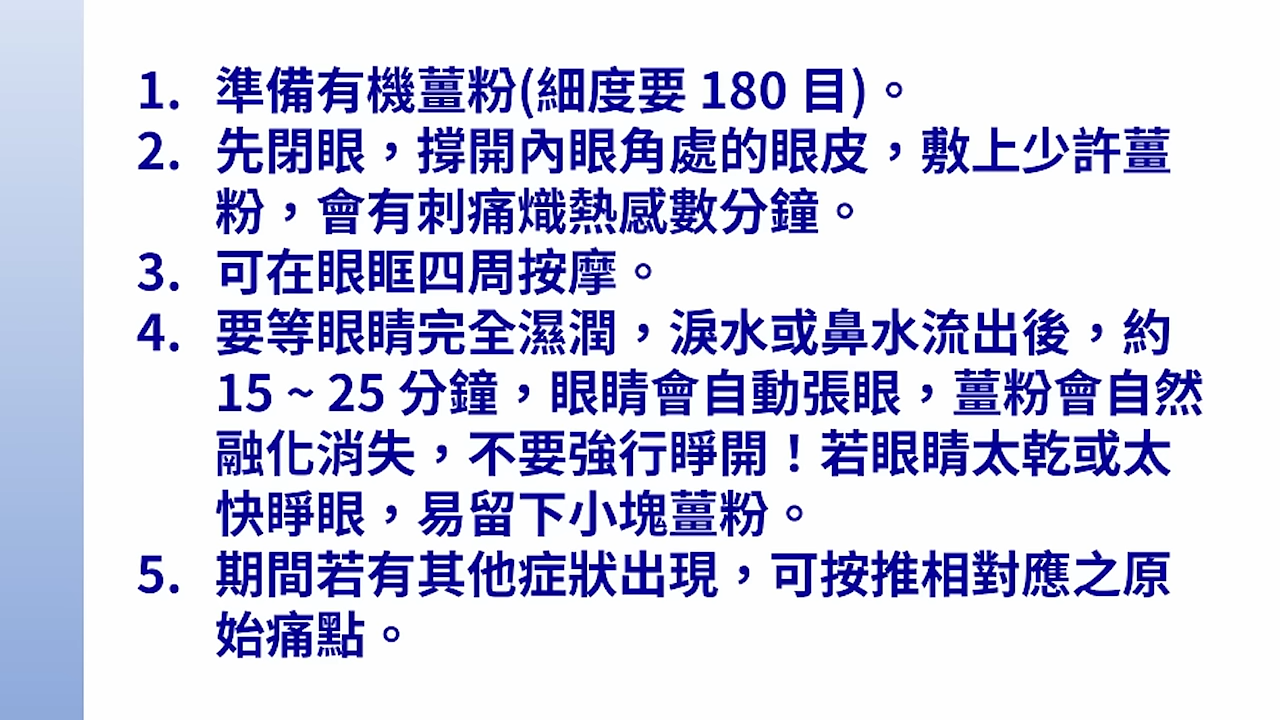 1. 準備有機薑粉(細度要 180 目)。
2. 先閉眼，撐開內眼角處的眼皮，敷上少許薑
粉，會有刺痛熾熱感數分鐘。
3. 可在眼眶四周按摩。
4. 要等眼睛完全濕潤，淚水或鼻水流出後，約
15 ~ 25 分鐘，眼睛會自動張眼，薑粉會自然
融化消失，不要強行睜開！若眼睛太乾或太
快睜眼，易留下小塊薑粉。
5. 期間若有其他症狀出現，可按推相對應之原
始痛點。